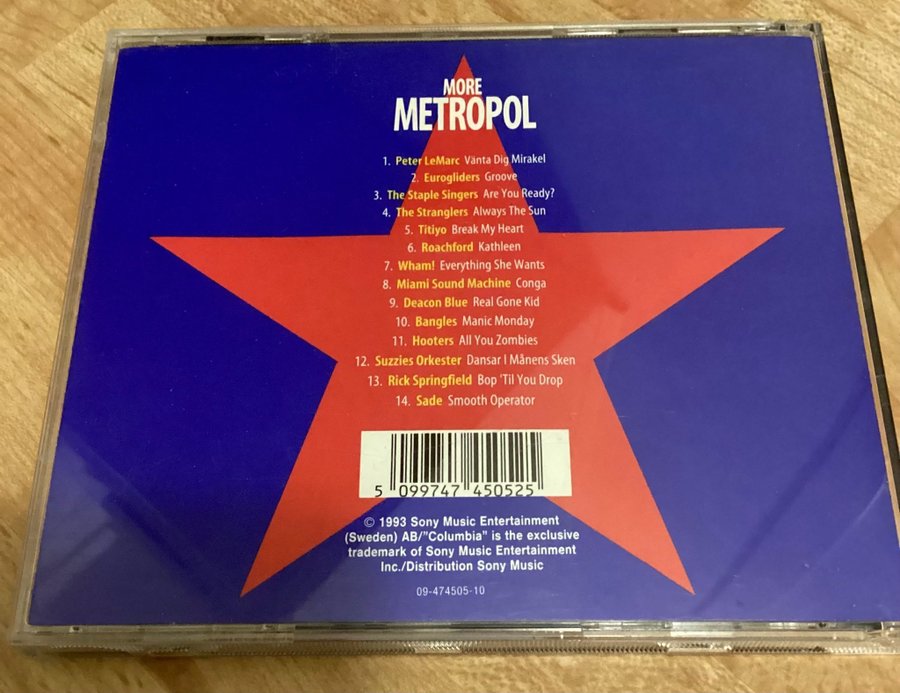 MORE
METROPOL
1. Peter LeMarc Vänta Dig Mirakel
2. Eurogliders Groove
3. The Staple Singers Are You Ready?
4. The Stranglers Always The Sun
5. Titiyo Break My Heart
6. Roachford Kathleen
7. Wham! Everything She Wants
8. Miami Sound Machine Conga
9. Deacon Blue Real Gone Kid
10. Bangles Manic Monday
11. Hooters All You Zombies
12. Suzzies Orkester Dansar I Månens Sken
13. Rick Springfield Bop 'Til You Drop
14. Sade Smooth Operator
5 099747 450525
© 1993 Sony Music Entertainment
(Sweden) AB/"Columbia" is the exclusive
trademark of Sony Music Entertainment
Inc./Distribution Sony Music
09-474505-10